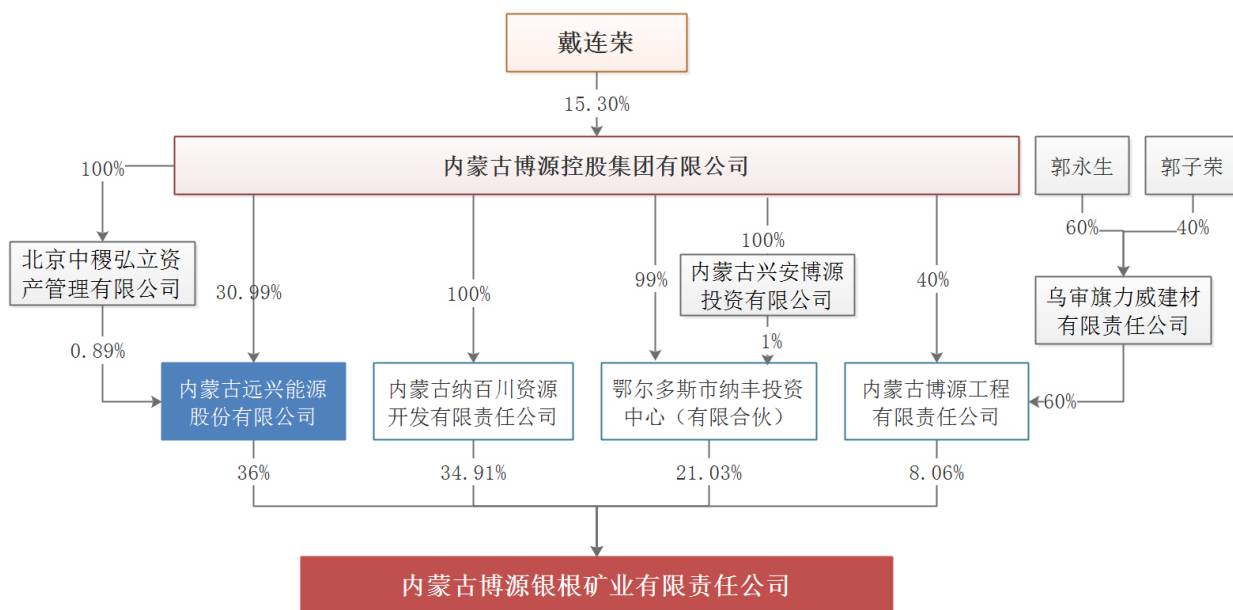 戴连荣
15.30%
内蒙古博源控股集团有限公司
郭永生
郭子荣
100%
60%
40%
北京中稷弘立资
产管理有限公司
30.99%
100%
99%
100%
内蒙古兴安博源
投资有限公司
40%
乌审旗力威建材
有限责任公司
0.89%
1%
内蒙古远兴能源
股份有限公司
内蒙古纳百川资源
开发有限责任公司
鄂尔多斯市纳丰投资
中心（有限合伙）
内蒙古博源工程
有限责任公司
60%
36%
34.91%
21.03%
8.06%
内蒙古博源银根矿业有限责任公司